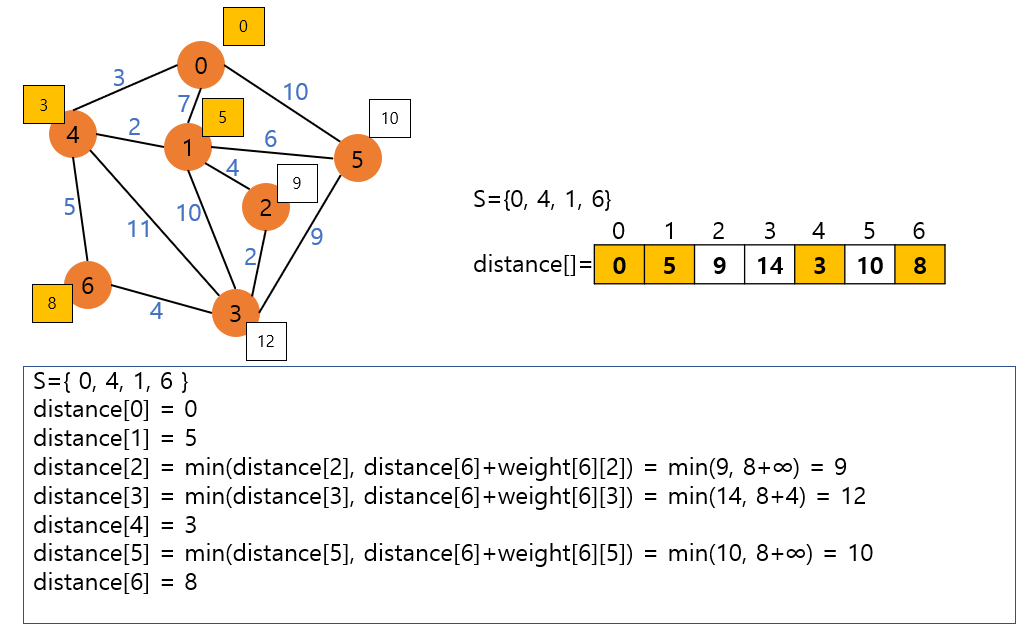 0
0
3
10
3
7
5
10
4
2
1
6
5
4
9
2
5
11
10
2
9
6
8
4
3
12
S={0, 4, 1, 6}
0 1 2 3 4 5 6
distance[]= 0 5 9 14 3 10 8
S={ 0, 4, 1, 6 }
distance[0] = 0
distance[1] = 5
distance[2] = min(distance[2], distance[6]+weight[6][2]) = min(9, 8+∞) = 9
distance[3] = min(distance[3], distance[6]+weight[6][3]) = min(14, 8+4) = 12
distance[4] = 3
distance[5] = min(distance[5], distance[6]+weight[6][5]) = min(10, 8+∞) = 10
distance[6] = 8